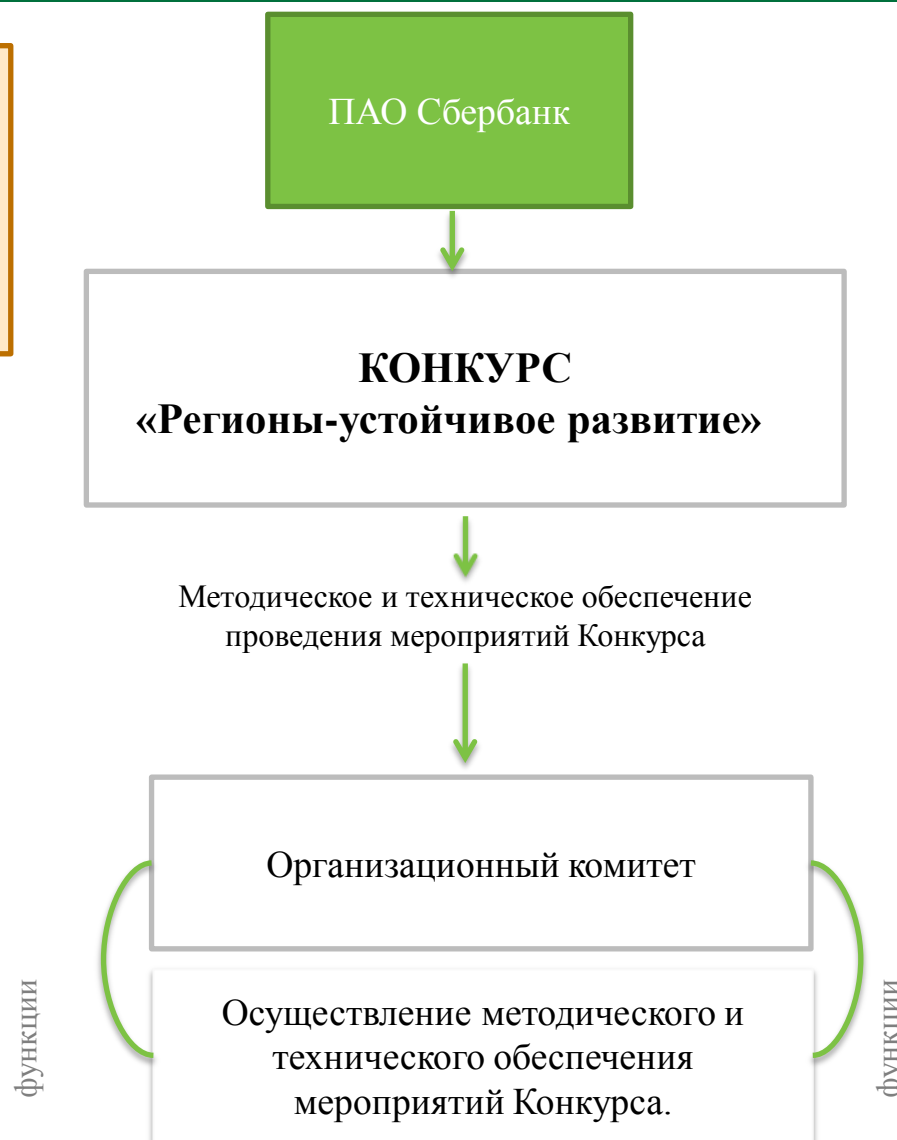 ПАО Сбербанк
КОНКУРС
«Регионы-устойчивое развитие»
Методическое и техническое обеспечение
проведения мероприятий Конкурса
Организационный комитет
функции
Осуществление методического и
технического обеспечения
мероприятий Конкурса.
функции